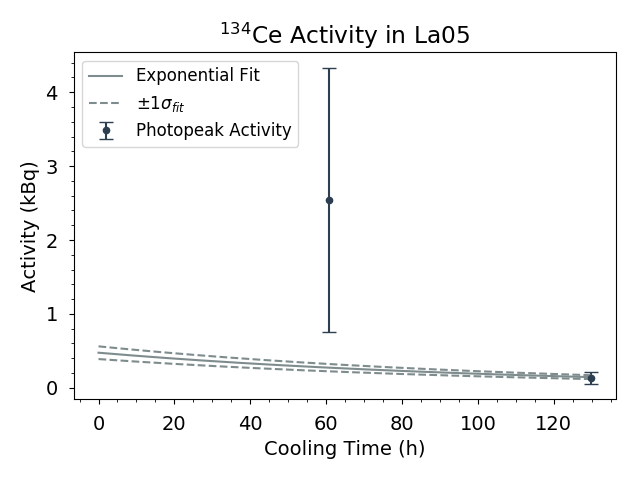 ¹³⁴Ce Activity in La05
Exponential Fit
±1σfit
Photopeak Activity
Activity (kBq)
4
3
2
1
0
0 20 40 60 80 100 120
Cooling Time (h)